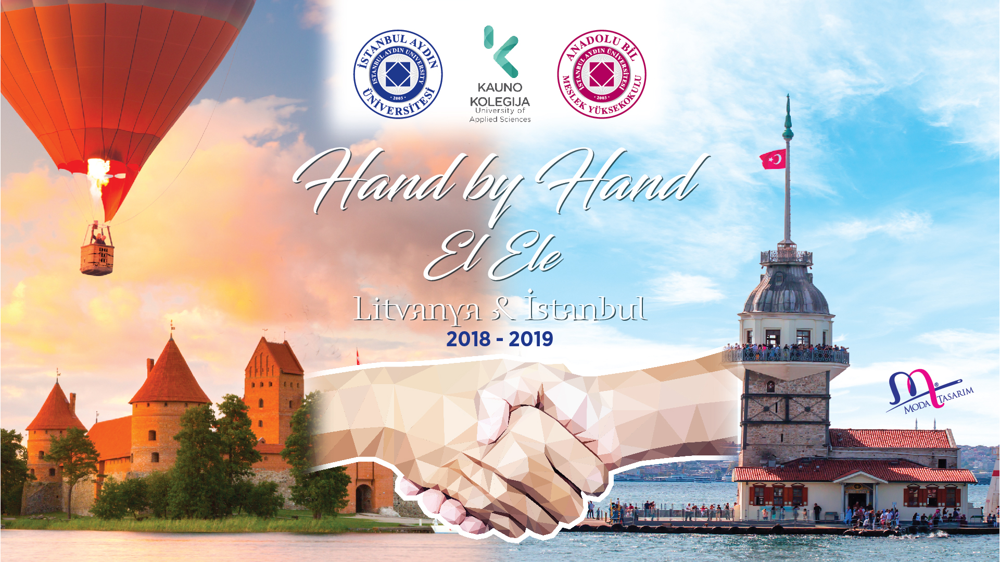 İSTANBUL AYDIN
İSTANBUL AYDIN UNIVERSITY
• 2003 •
ÜNİVERSİTESİ
KAUNO
KOLEGIJA
University of
Applied Sciences
ANADOLU BİL
İSTANBUL AYDIN ÜNİVERSİTESİ
• 2003 •
MESLEK YÜKSEKOKULU
Hand by Hand
El Ele
Litvanya & İstanbul
2018 - 2019
M®
MODA TASARIM